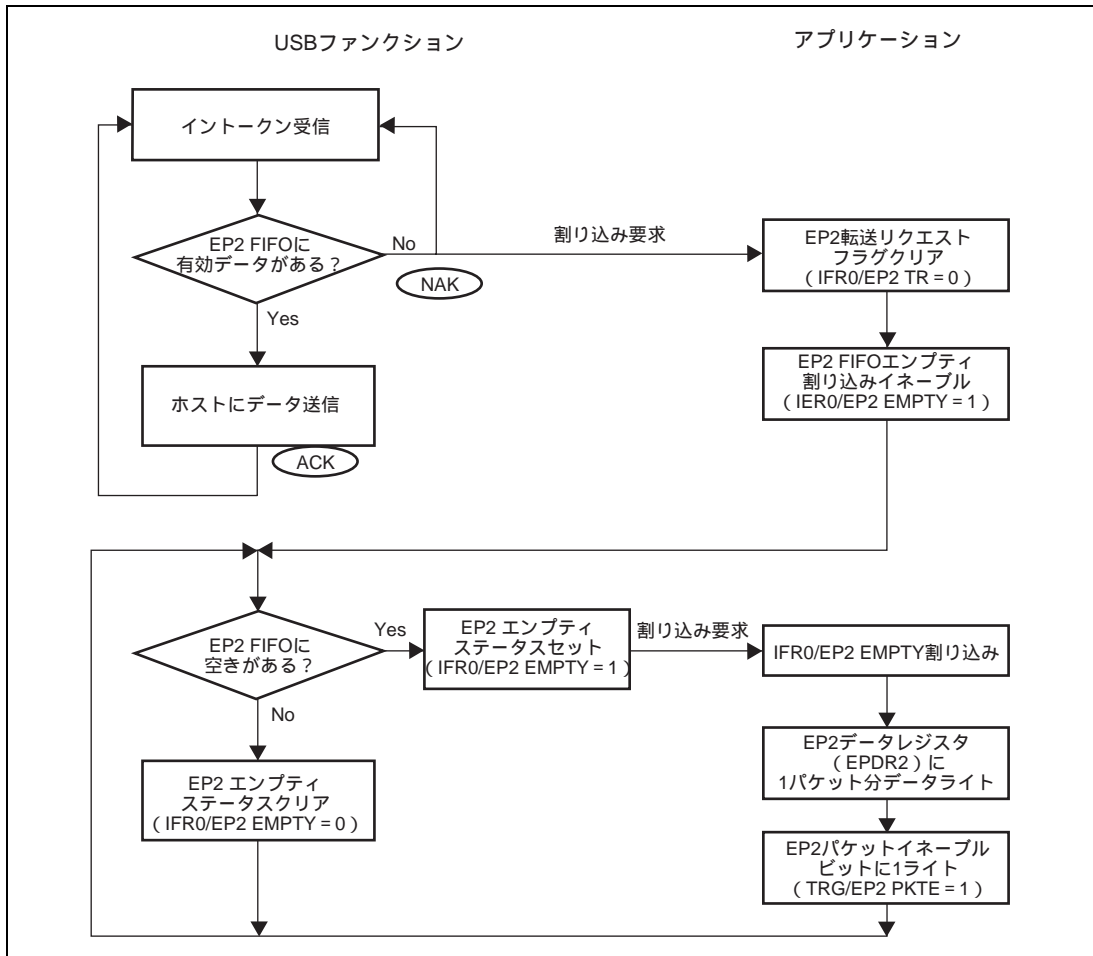 USBファンクション
アプリケーション
イントークン受信
EP2 FIFOに
有効データがある？
No
NAK
割り込み要求
EP2転送リクエスト
フラグクリア
（IFR0/EP2 TR = 0）
Yes
EP2 FIFOエンプティ
割り込みイネーブル
（IER0/EP2 EMPTY = 1）
ホストにデータ送信
ACK
EP2 FIFOに
空きがある？
Yes
EP2 エンプティ
ステータスセット
（IFR0/EP2 EMPTY = 1）
割り込み要求
IFR0/EP2 EMPTY割り込み
No
EP2データレジスタ
（EPDR2）に
1パケット分データライト
EP2 エンプティ
ステータスクリア
（IFR0/EP2 EMPTY = 0）
EP2パケットイネーブル
ビットに1ライト
（TRG/EP2 PKTE = 1）